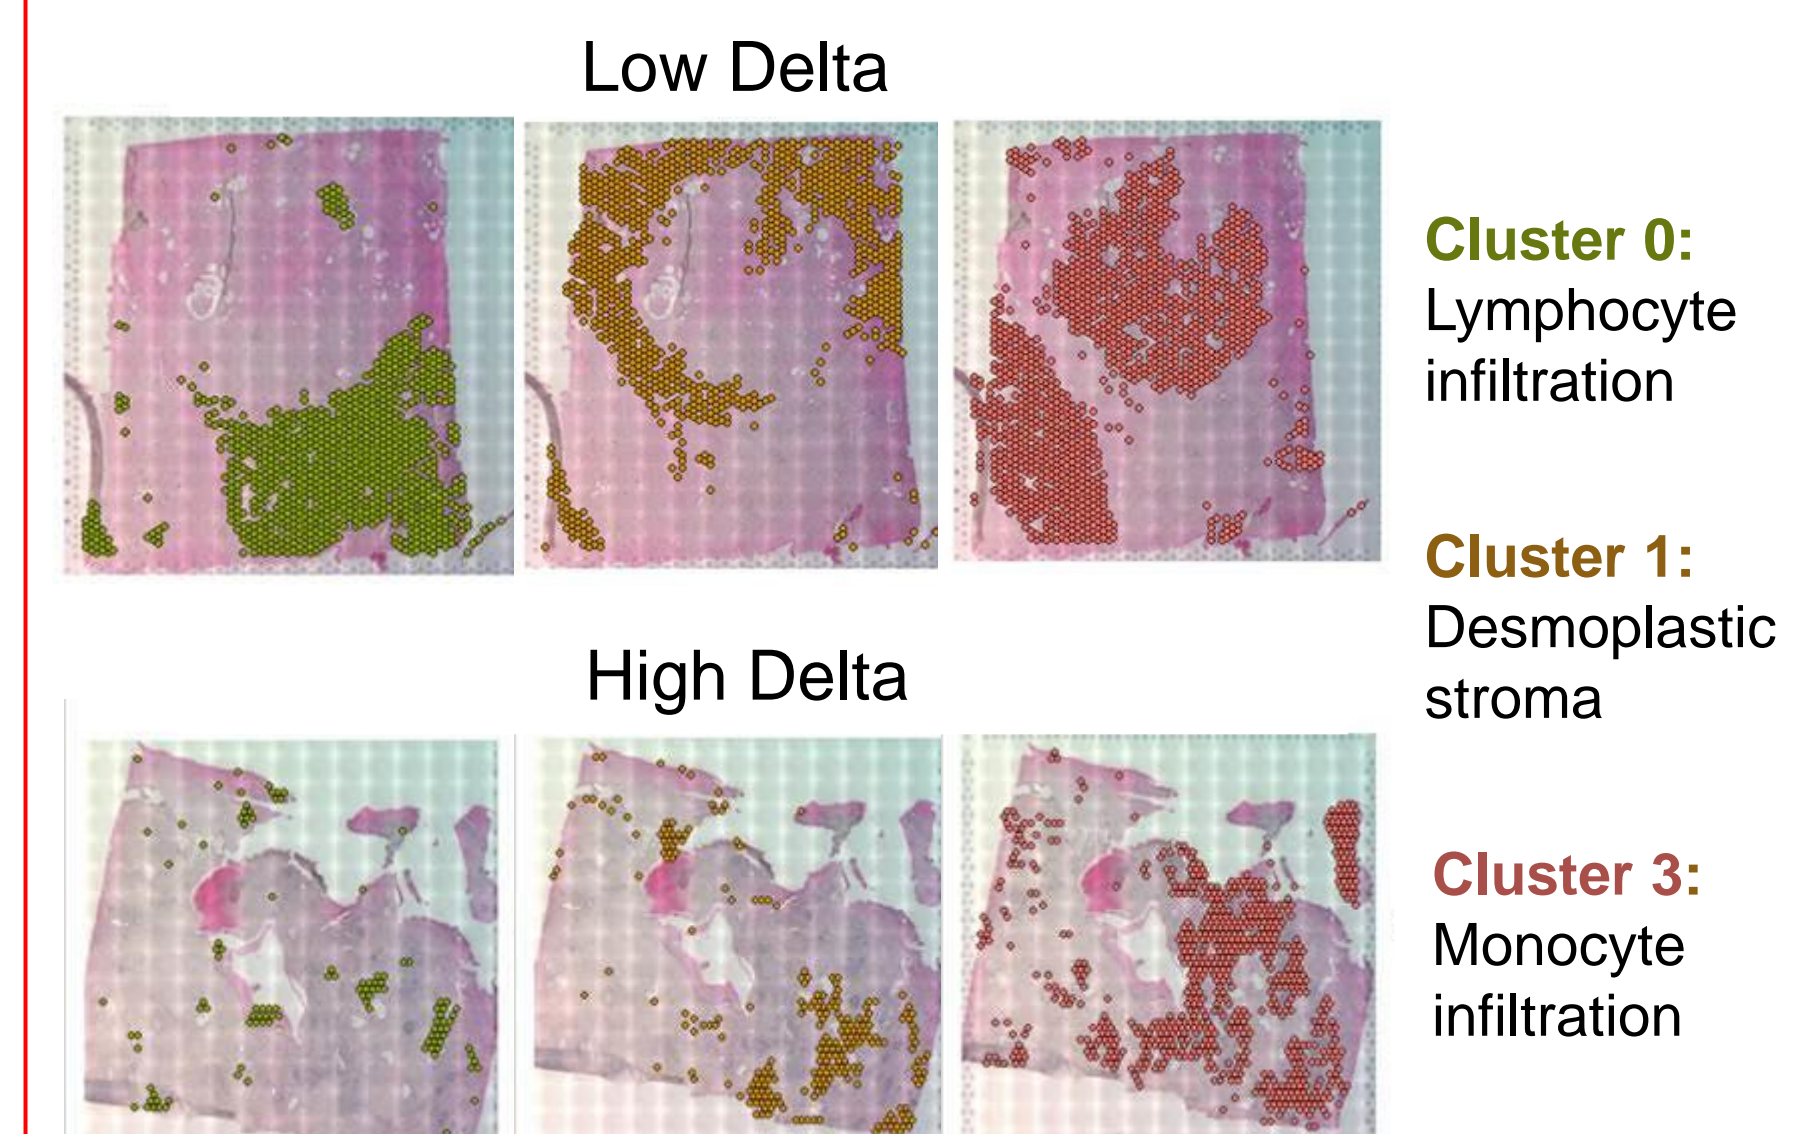 Low Delta
Cluster 0:
Lymphocyte
infiltration
Cluster 1:
Desmoplastic
stroma
High Delta
Cluster 3:
Monocyte
infiltration